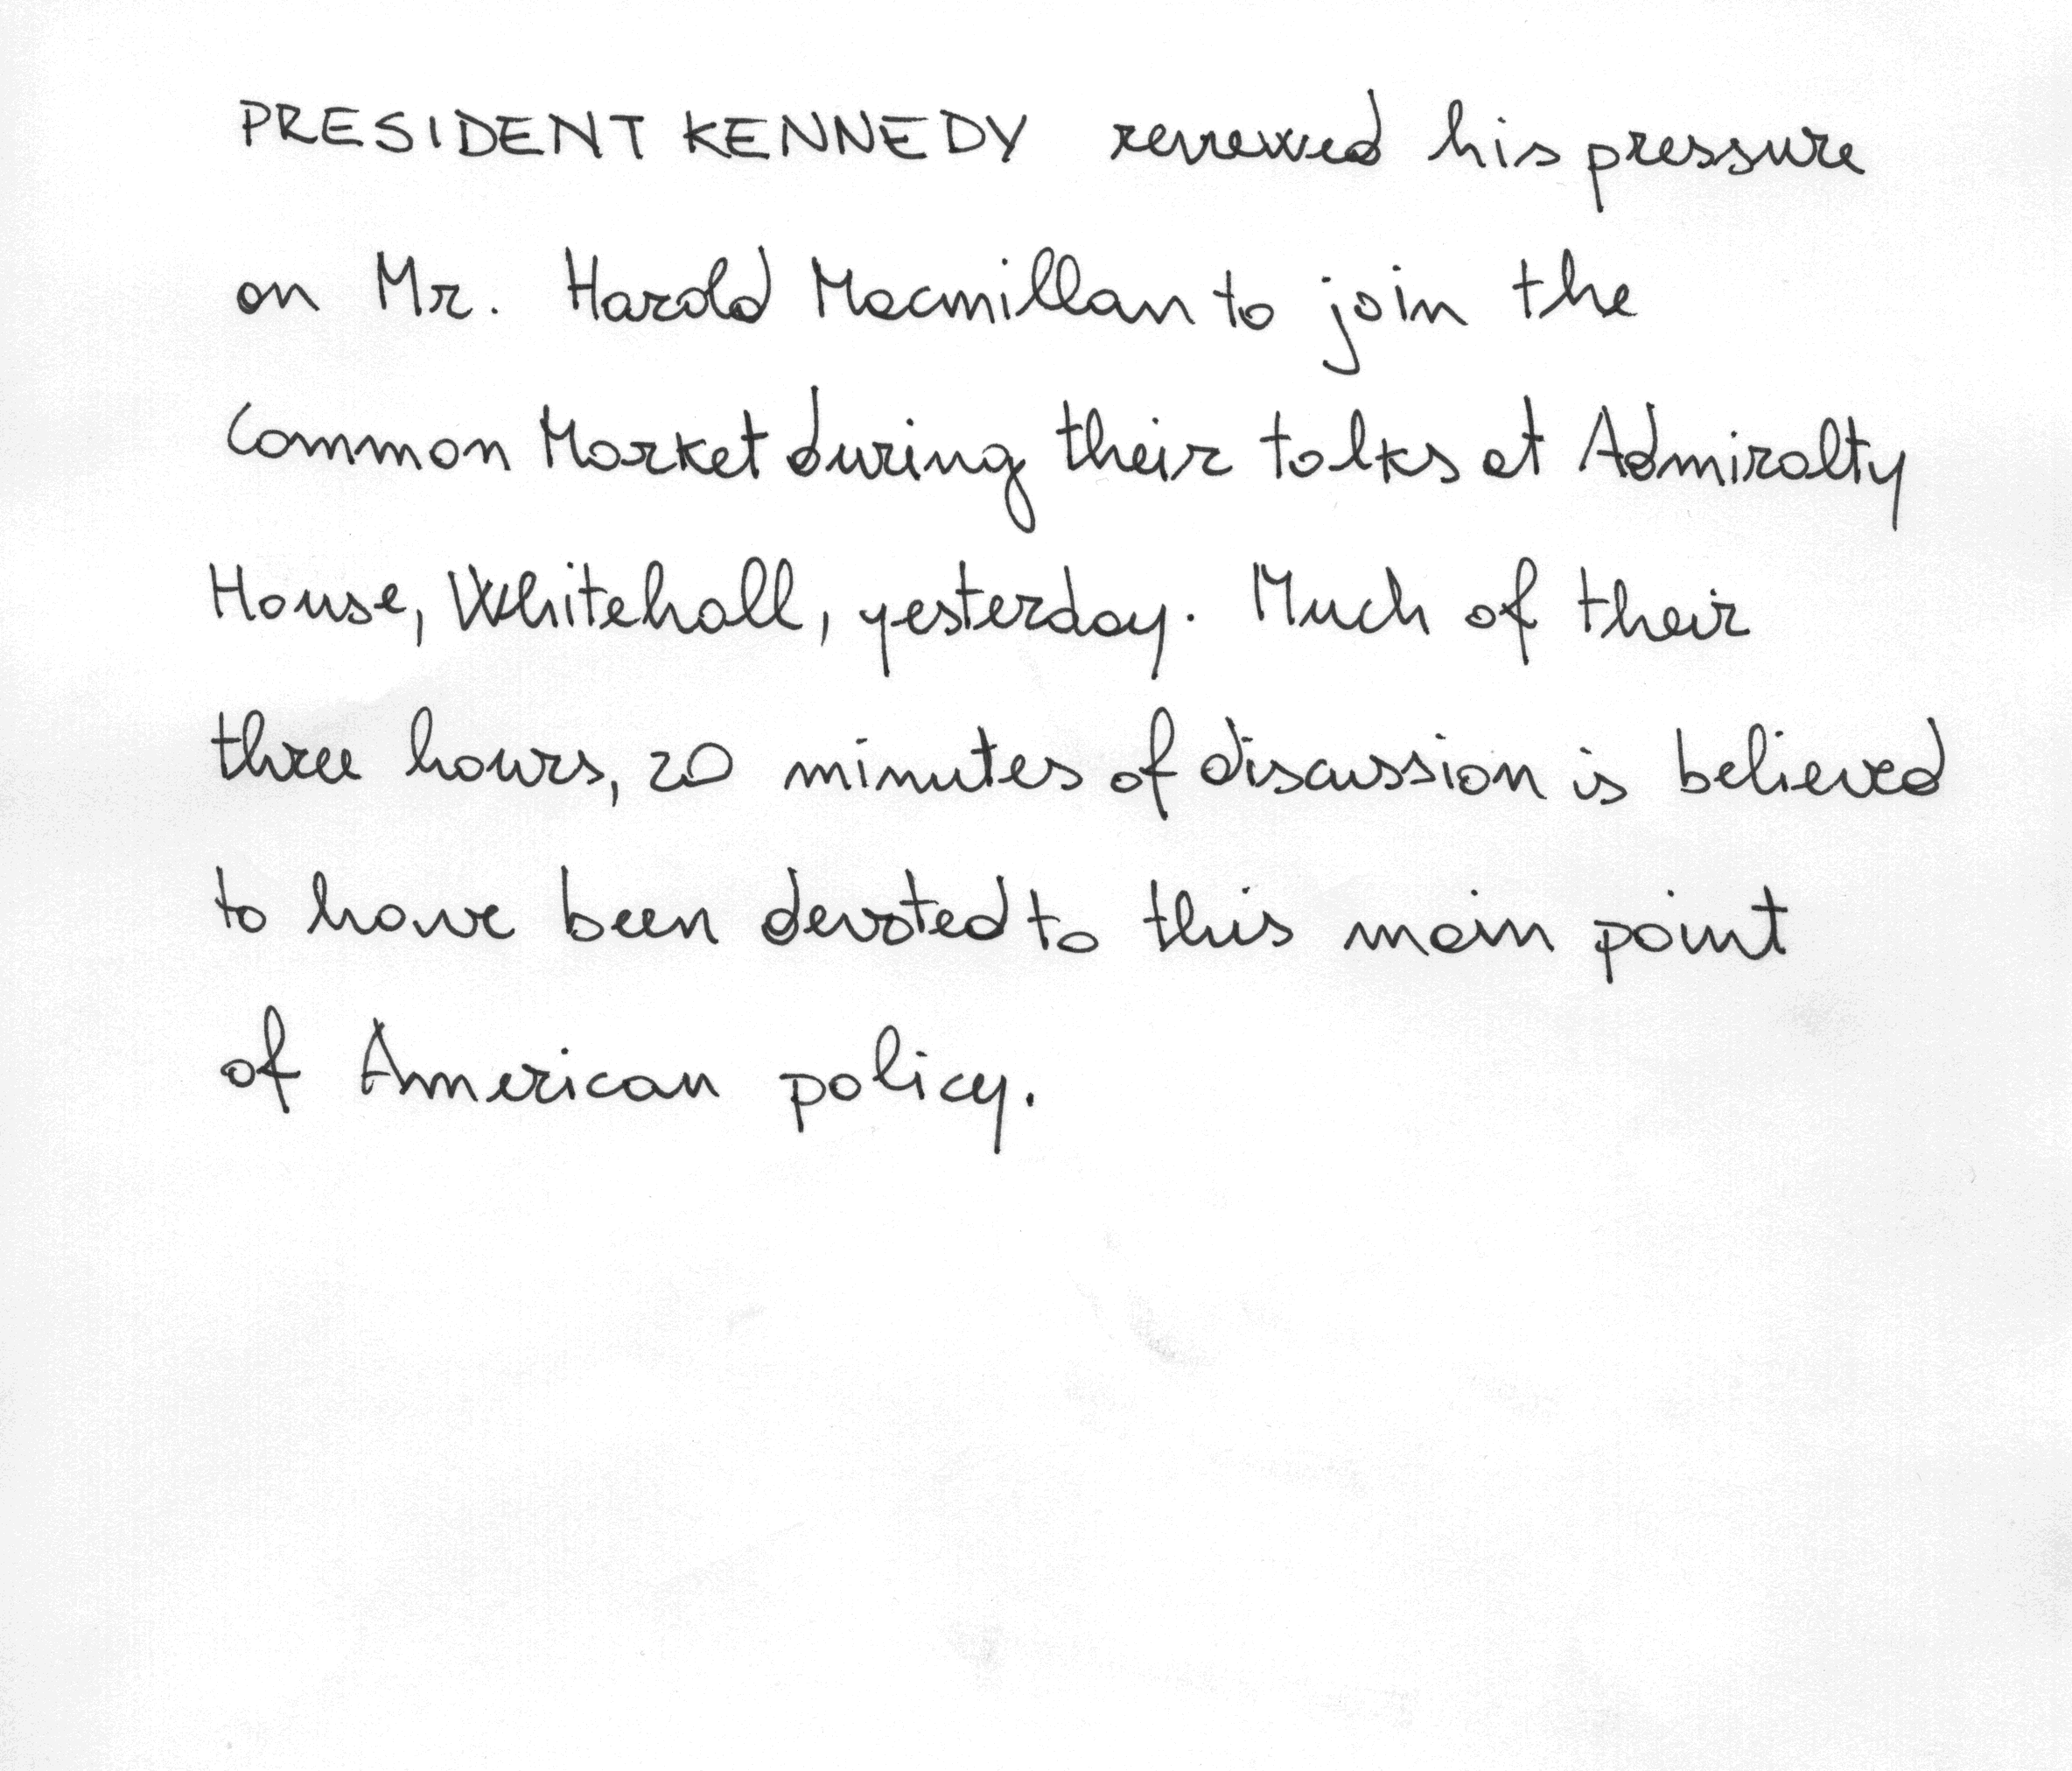 PRESIDENT KENNEDY renewed his pressure
on Mr. Harold Macmillan to join the
Common Market during their talks at Admiralty
House, Whitehall, yesterday. Much of their
three hours, 20 minutes of discussion is believed
to have been devoted to this main point
of American policy.